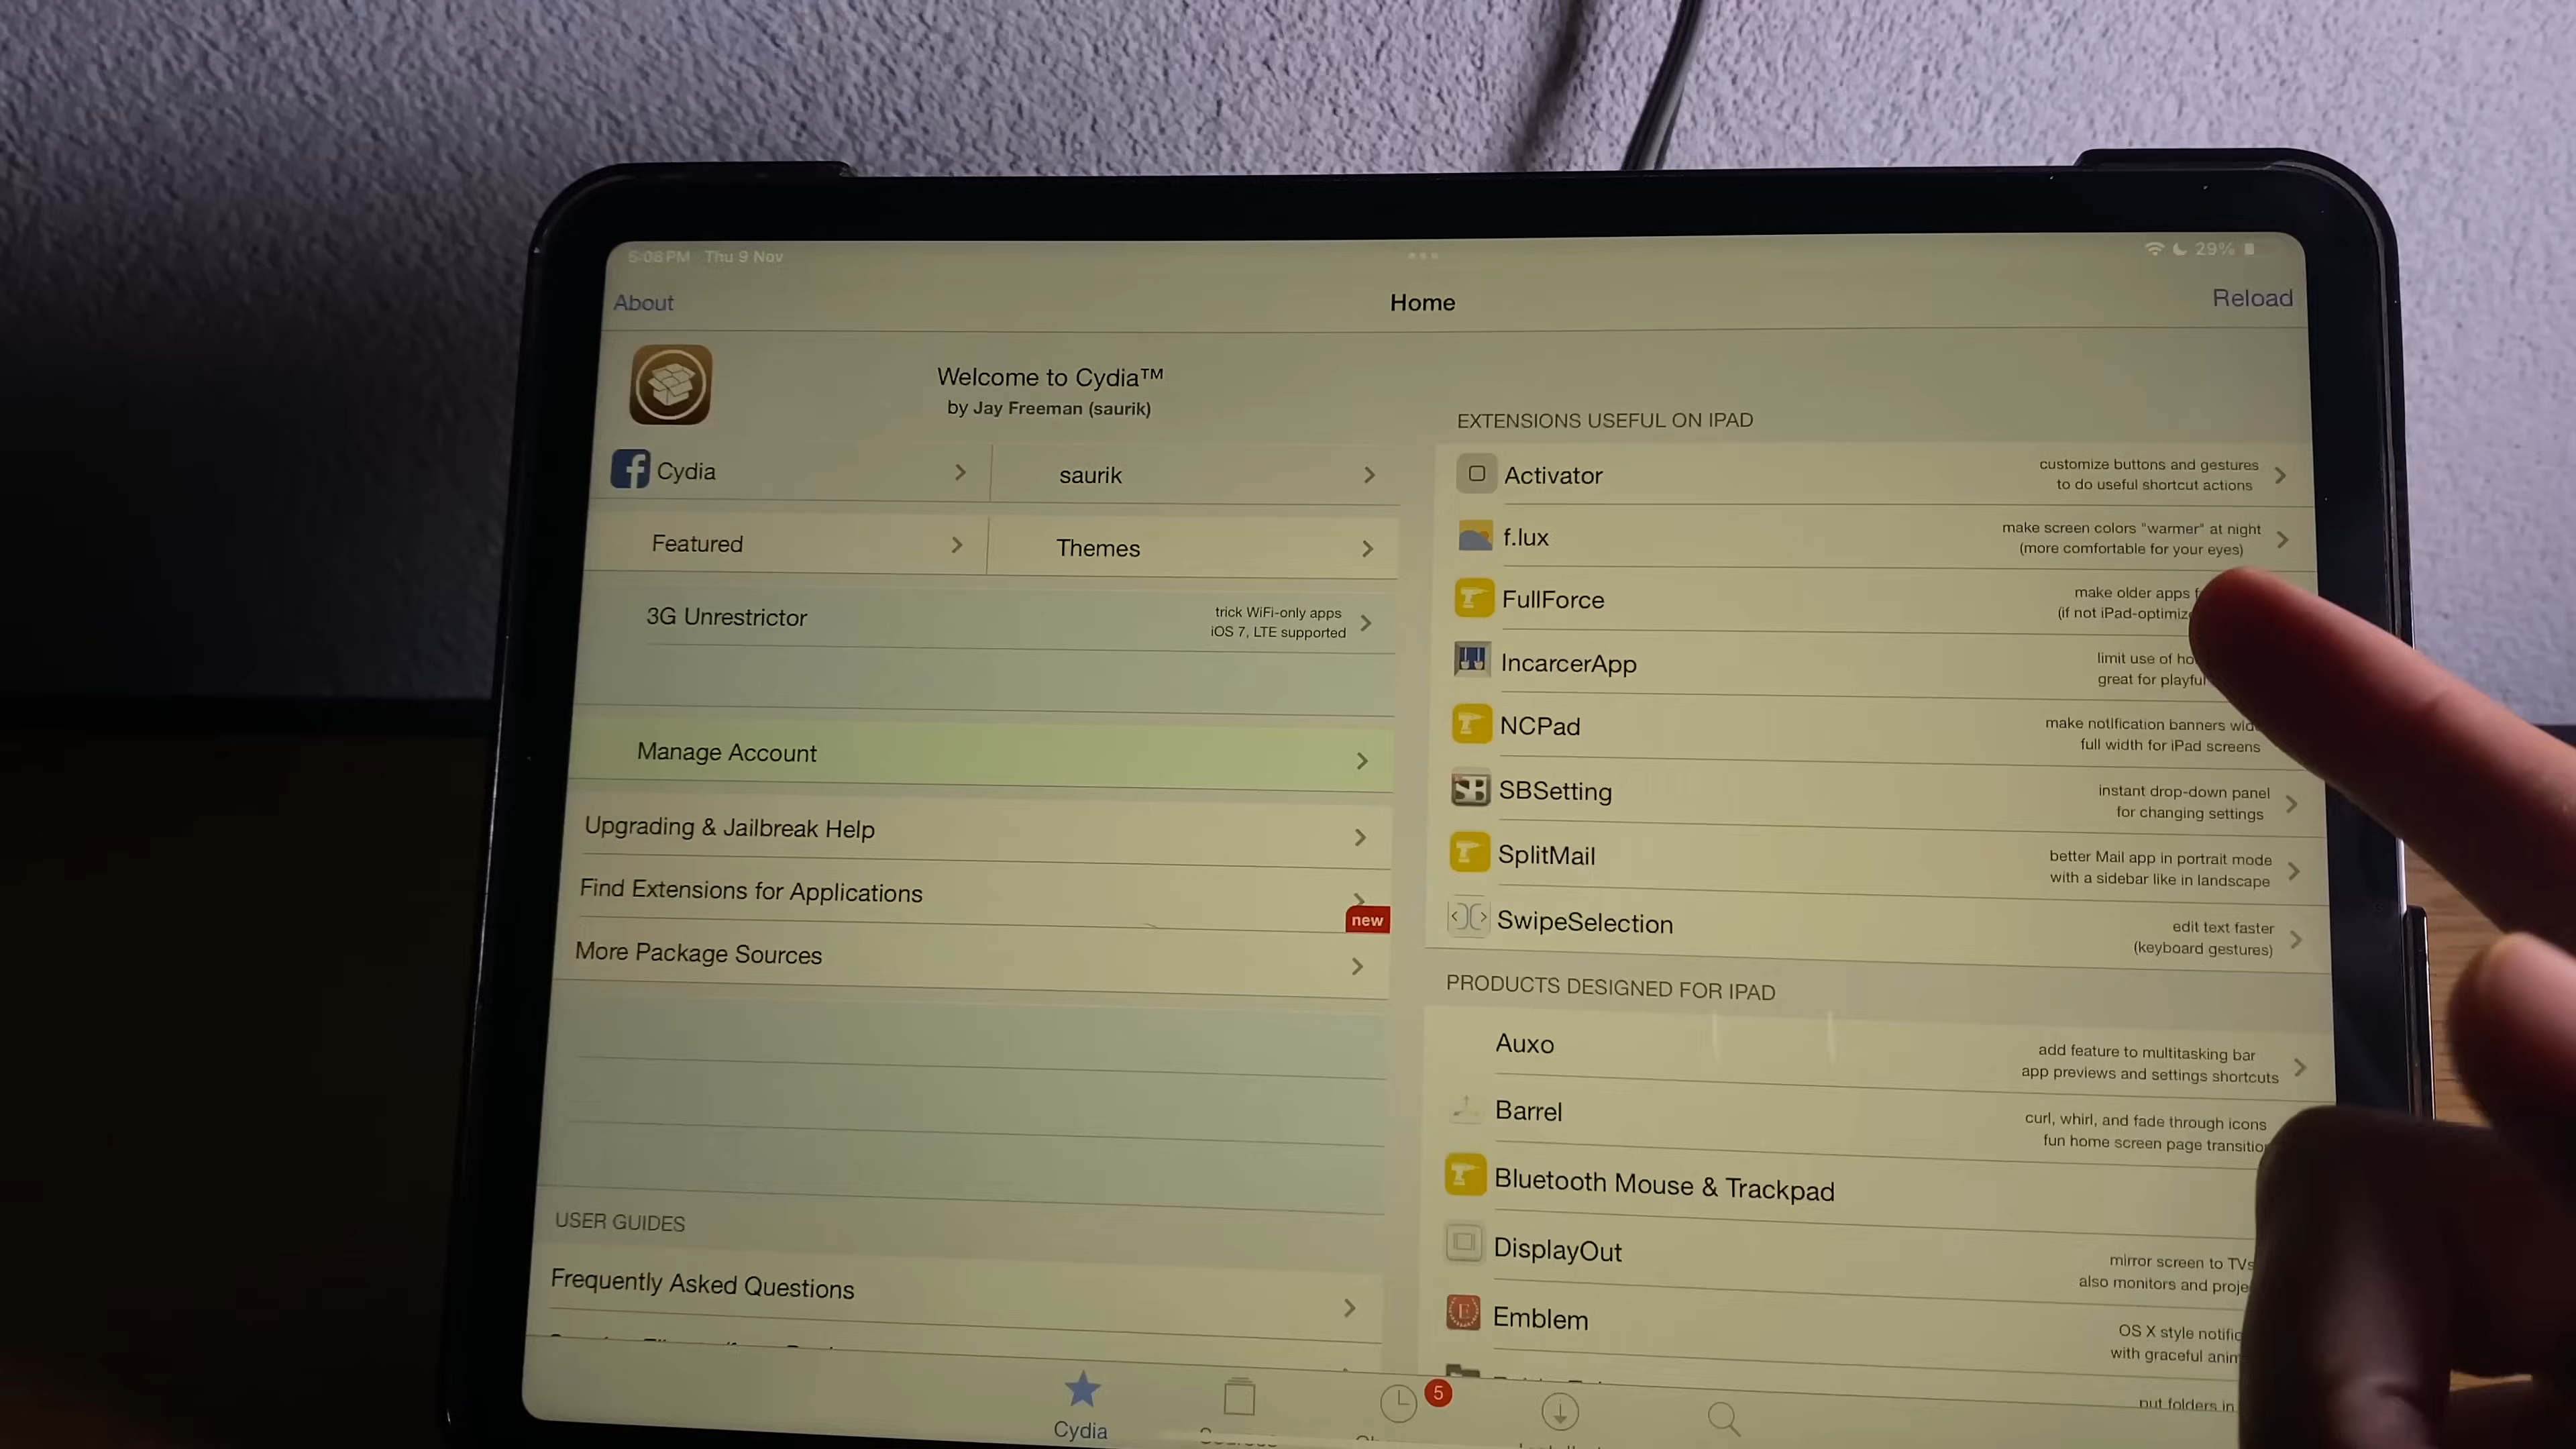 5:08 PM Thu 9 Nov
29%
About
Home
Reload
Welcome to Cydia™
by Jay Freeman (saurik)
Cydia
saurik
Featured
Themes
3G Unrestrictor
trick WiFi-only apps
iOS 7, LTE supported
Manage Account
Upgrading & Jailbreak Help
Find Extensions for Applications
new
More Package Sources
USER GUIDES
Frequently Asked Questions
EXTENSIONS USEFUL ON IPAD
Activator
customize buttons and gestures
to do useful shortcut actions
f.lux
make screen colors "warmer" at night
(more comfortable for your eyes)
FullForce
make older apps
(if not
IncarcerApp
limit use of
great for
NCPad
make notification banners
full width for iPad screens
SBSetting
instant drop-down panel
for changing settings
SplitMail
better Mail app in portrait mode
with a sidebar like in landscape
SwipeSelection
edit text faster
(keyboard gestures)
PRODUCTS DESIGNED FOR IPAD
Auxo
add feature to multitasking bar
app previews and settings shortcuts
Barrel
curl, whirl, and fade through icons
fun home screen page
Bluetooth Mouse & Trackpad
DisplayOut
mirror screen to TVs
also monitors and
Emblem
OS X style
with graceful
put folders in
Cydia
5